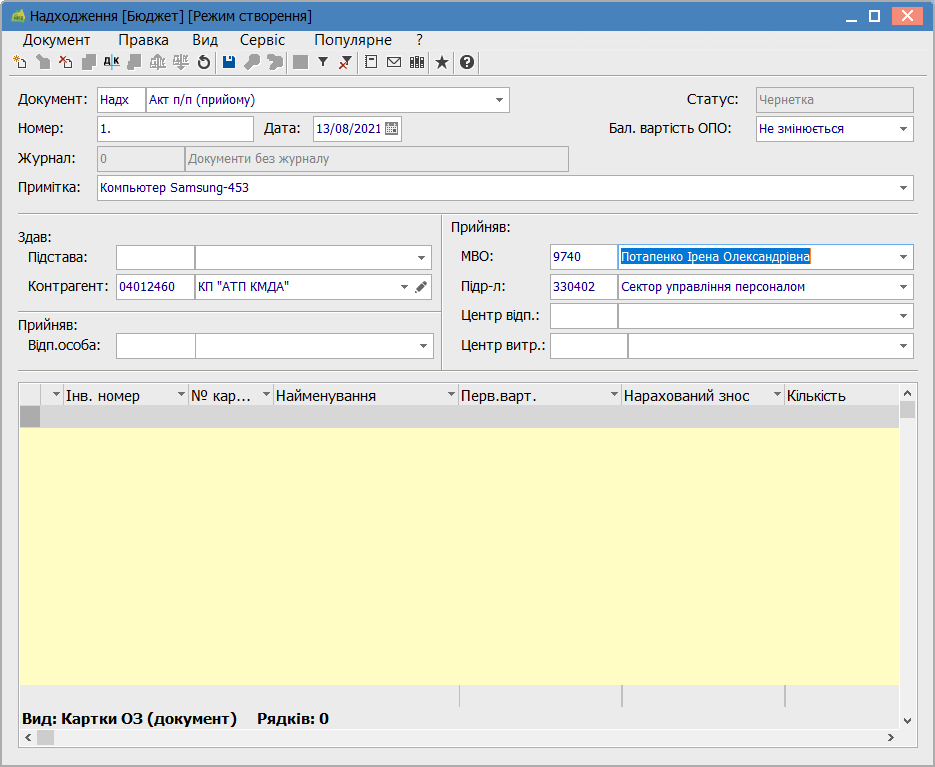 Надходження [Бюджет] [Режим створення]
Документ Правка Вид Сервіс Популярне ?
Документ: Надх Акт п/п (прийому) Статус: Чернетка
Номер: 1. Дата: 13/08/2021 Бал. вартість ОПО: Не змінюється
Журнал: 0 Документи без журналу
Примітка: Компьютер Samsung-453
Здав:
Підстава:
Контрагент: 04012460 КП "АТП КМДА"
Прийняв:
Відп.особа:
Прийняв:
МВО: 9740 Потапенко Ірена Олександрівна
Підр-л: 330402 Сектор управління персоналом
Центр відп.:
Центр витр.:
Інв. номер № кар... Найменування Перв.варт. Нарахований знос Кількість
Вид: Картки ОЗ (документ) Рядків: 0